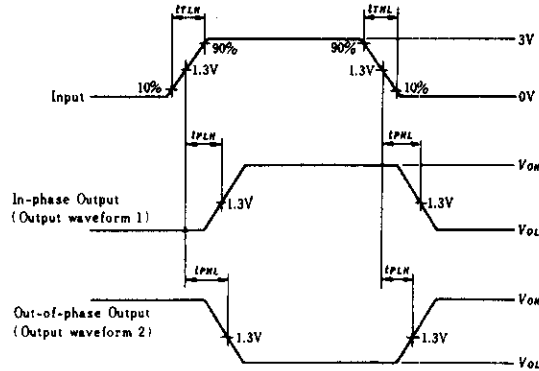 tTLH tTHL
90% 90% 3V
1.3V 1.3V
10% 10%
Input 0V
tPLH tPHL
VOH
In-phase Output
(Output waveform 1) 1.3V 1.3V
VOL
tPHL tPLH
VOH
Out-of-phase Output
(Output waveform 2) 1.3V 1.3V
VOL